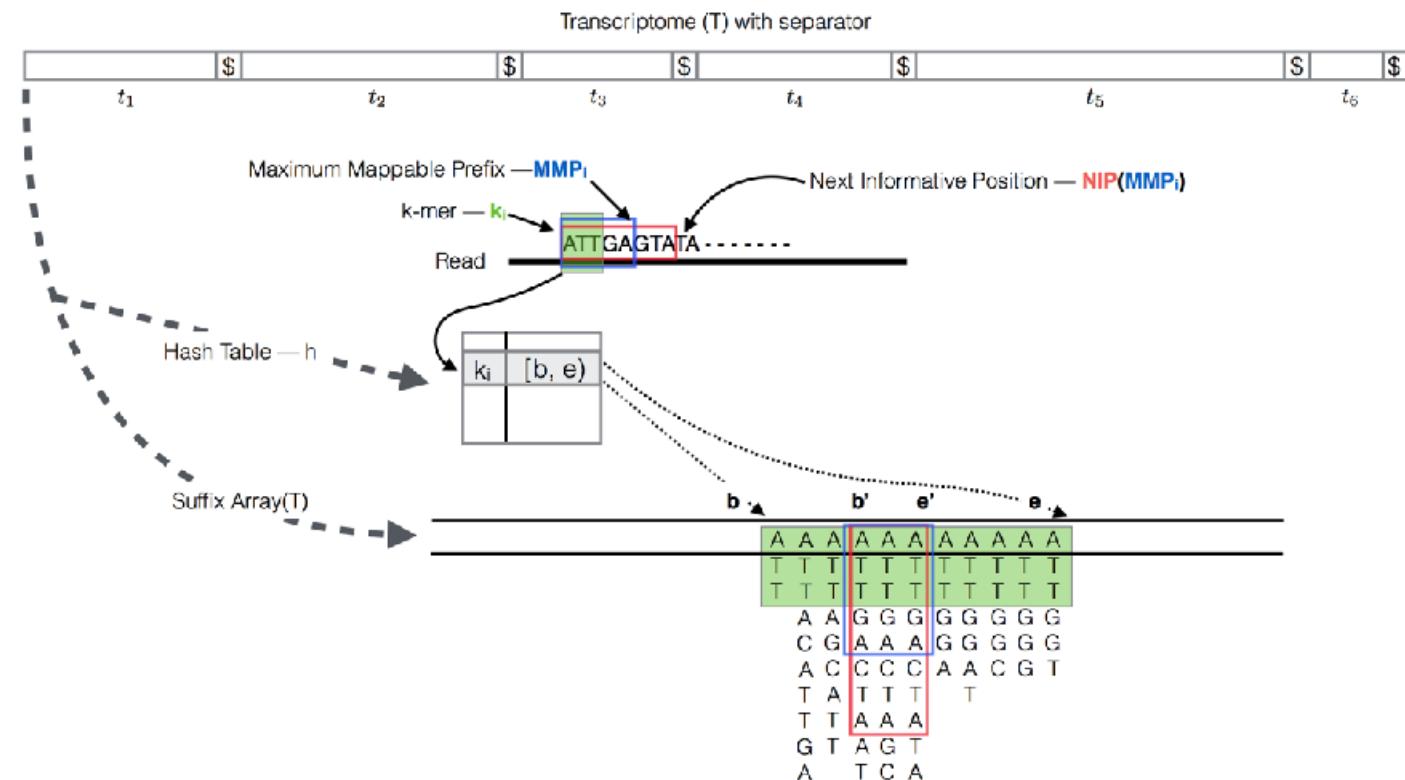 Transcriptome (T) with separator
$ $ $ $ $ $
t₁ t₂ t₃ t₄ t₅ t₆
Maximum Mappable Prefix — MMPᵢ
Next Informative Position — NIP(MMPᵢ)
k-mer — kᵢ
ATTGAGTATA - - - - - - -
Read
Hash Table — h
kᵢ [b, e)
Suffix Array(T)
b b' e' e
A A A A A A A A A A A
T T T T T T T T T T T
T T T T T T T T T T T
A A G G G G G G G G
C G A A A G G G G G
A C C C C A A C G T
T A T T T T
T T A A A
G T A G T
A T C A